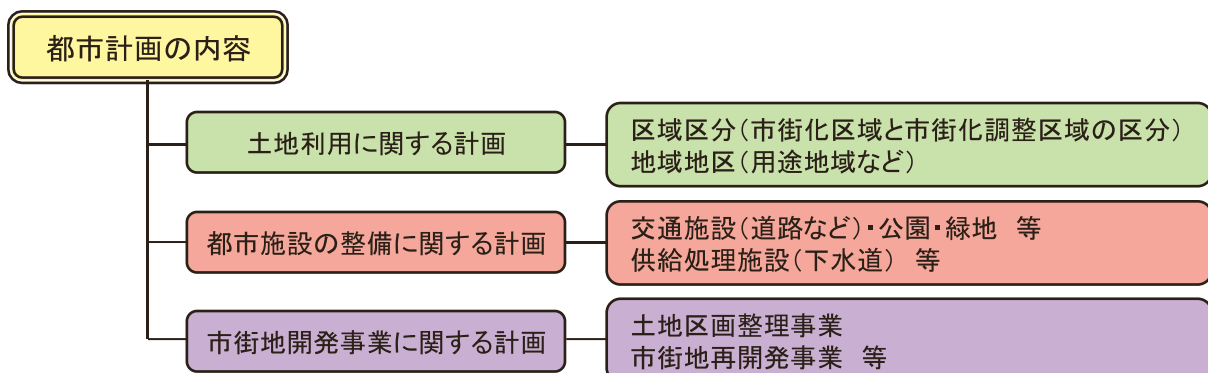 都市計画の内容
土地利用に関する計画
区域区分(市街化区域と市街化調整区域の区分)
地域地区(用途地域など)
都市施設の整備に関する計画
交通施設(道路など)・公園・緑地 等
供給処理施設(下水道) 等
市街地開発事業に関する計画
土地区画整理事業
市街地再開発事業 等